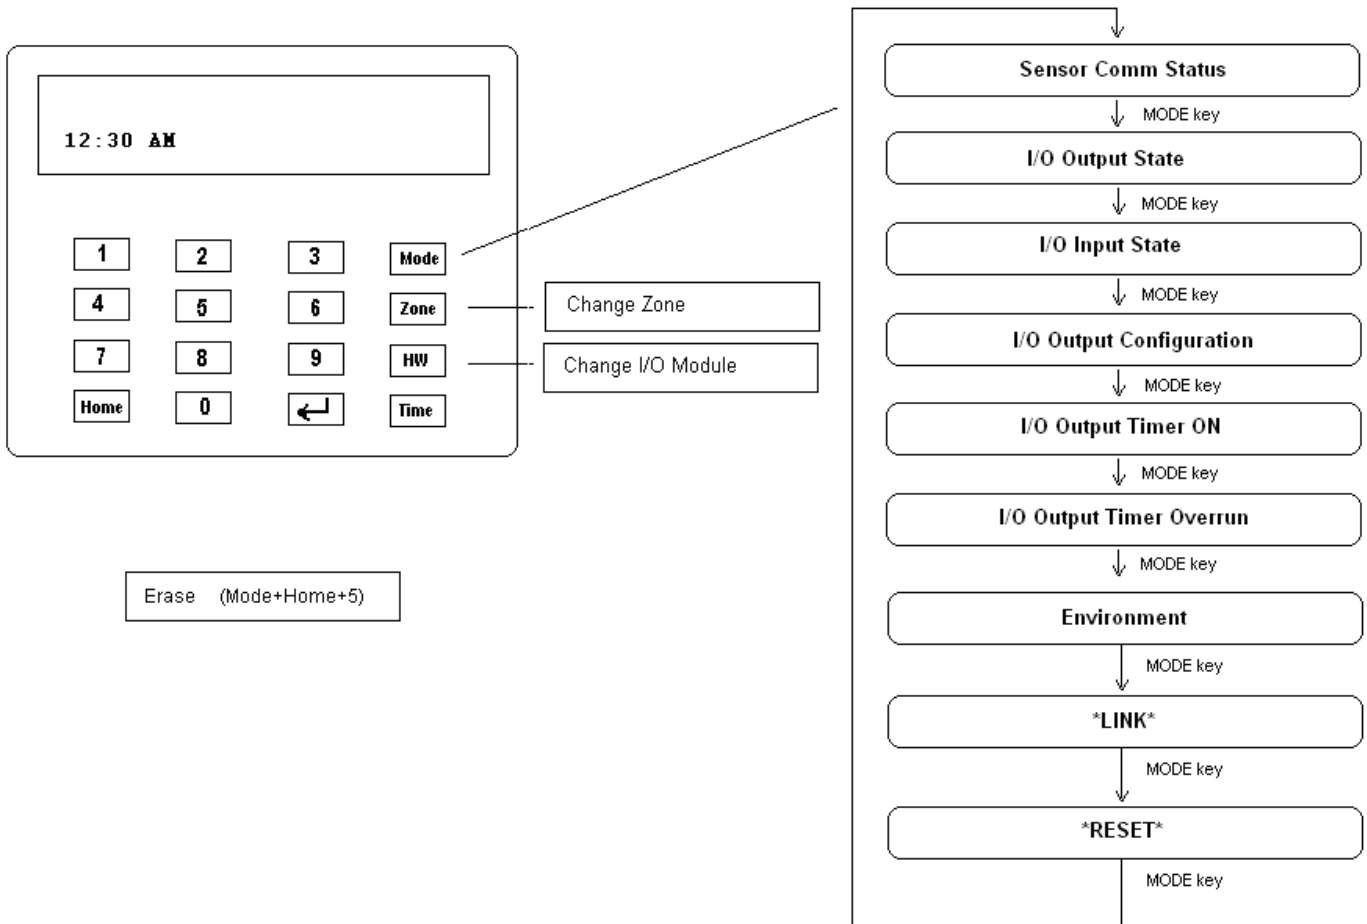 12:30 AM
1 2 3 Mode
4 5 6 Zone
7 8 9 HW
Home 0 Time
Change Zone
Change I/O Module
Erase (Mode+Home+5)
Sensor Comm Status
MODE key
I/O Output State
MODE key
I/O Input State
MODE key
I/O Output Configuration
MODE key
I/O Output Timer ON
MODE key
I/O Output Timer Overrun
MODE key
Environment
MODE key
*LINK*
MODE key
*RESET*
MODE key